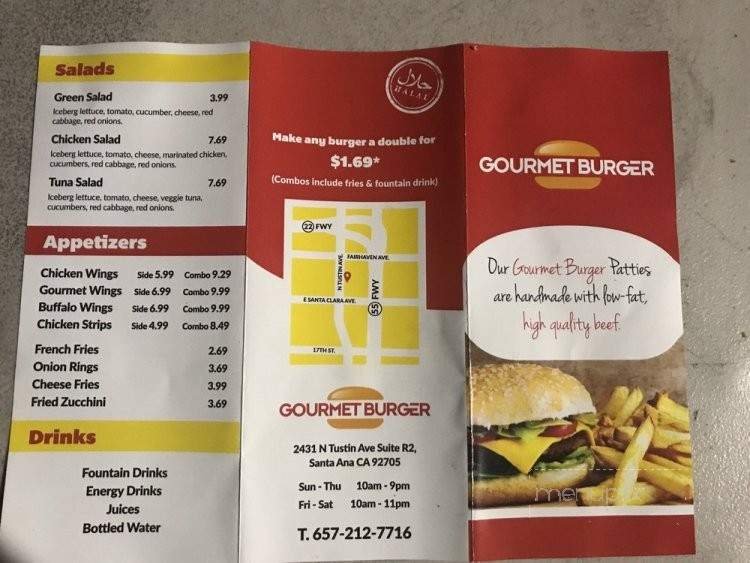 Salads
Green Salad 3.99
Iceberg lettuce, tomato, cucumber, cheese, red
cabbage, red onions.
Chicken Salad 7.69
Iceberg lettuce, tomato, cheese, marinated chicken,
cucumbers, red cabbage, red onions.
Tuna Salad 7.69
Iceberg lettuce, tomato, cheese, veggie tuna,
cucumbers, red cabbage, red onions.
Appetizers
Chicken Wings Side 5.99 Combo 9.29
Gourmet Wings Side 6.99 Combo 9.99
Buffalo Wings Side 6.99 Combo 9.99
Chicken Strips Side 4.99 Combo 8.49
French Fries 2.69
Onion Rings 3.69
Cheese Fries 3.99
Fried Zucchini 3.69
Drinks
Fountain Drinks
Energy Drinks
Juices
Bottled Water
حلال
HALAL
Make any burger a double for
$1.69*
(Combos include fries & fountain drink)
22 FWY
FAIRHAVEN AVE.
N TUSTIN AVE.
E SANTA CLARA AVE.
55 FWY
17TH ST.
GOURMET BURGER
2431 N Tustin Ave Suite R2,
Santa Ana CA 92705
Sun - Thu 10am - 9pm
Fri - Sat 10am - 11pm
T. 657-212-7716
GOURMET BURGER
Our Gourmet Burger Patties
are handmade with low-fat,
high quality beef.